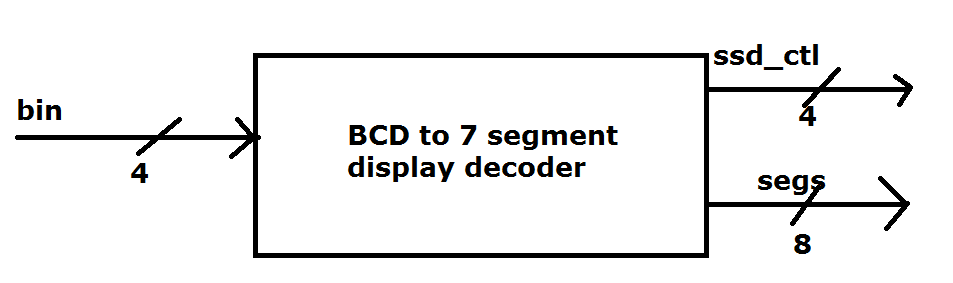 ssd_ctl
4
bin
4
BCD to 7 segment
display decoder
segs
8